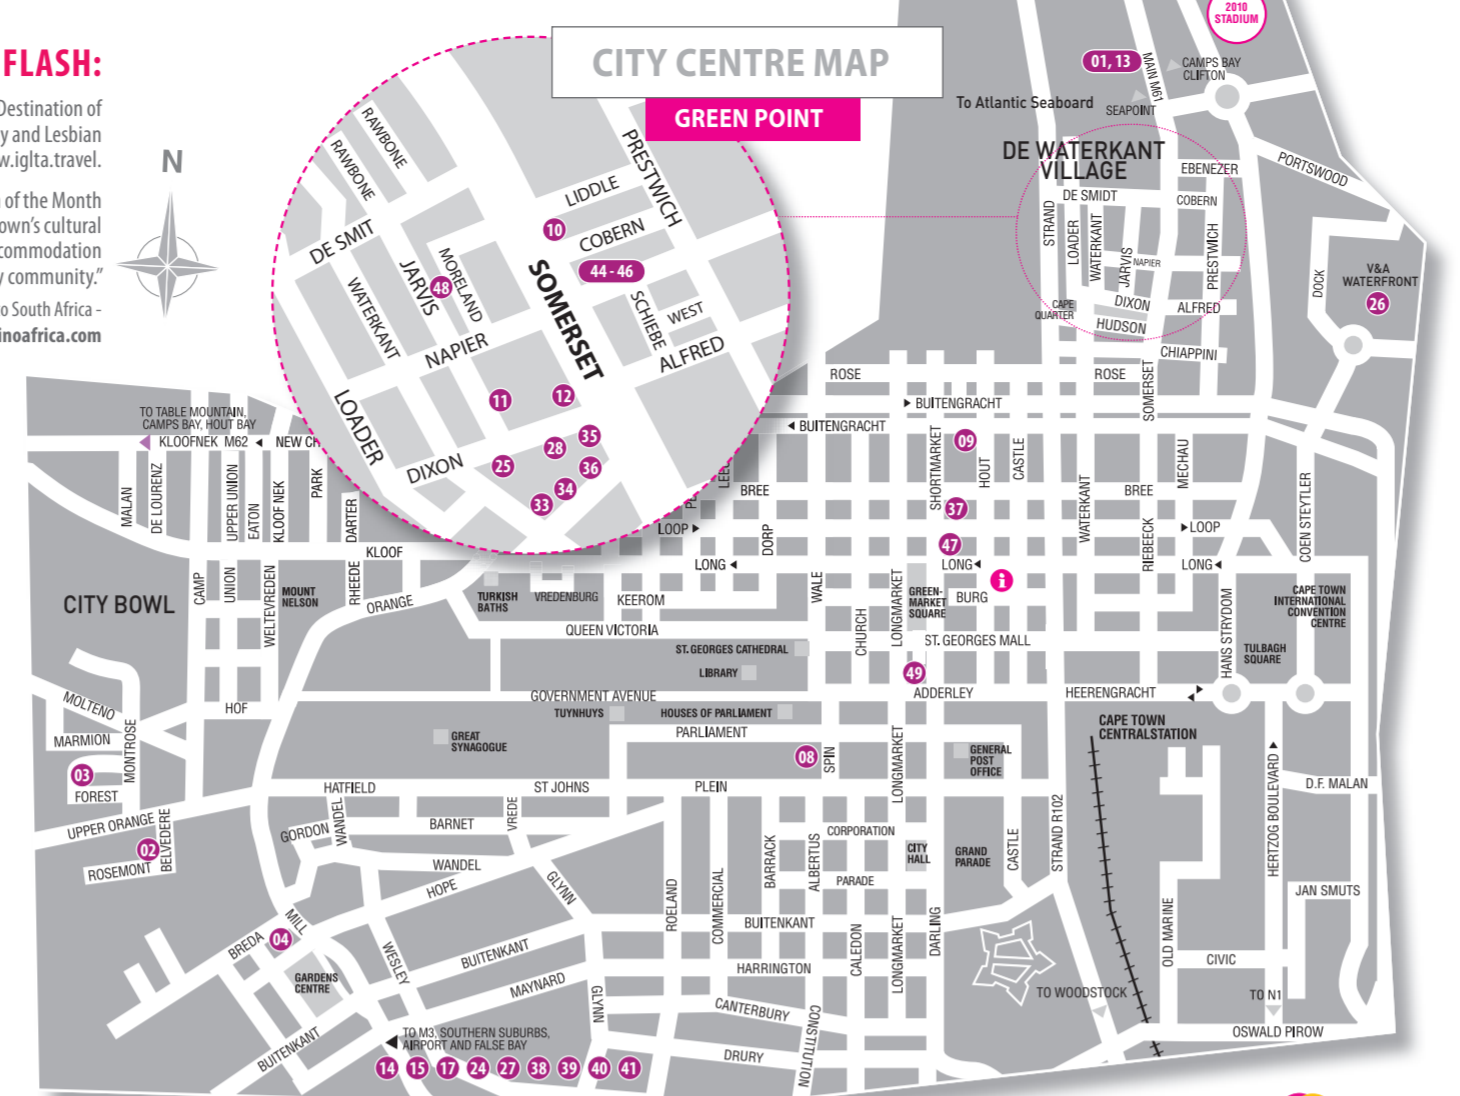 FLASH:
Destination of
y and Lesbian
w.iglta.travel.
n of the Month
own's cultural
commodation
y community."
to South Africa -
inoafrica.com
N
CITY CENTRE MAP
GREEN POINT
2010
STADIUM
01, 13
MAIN M61
CAMPS BAY
CLIFTON
To Atlantic Seaboard
SEAPOINT
DE WATERKANT
VILLAGE
EBENEZER
PORTSWOOD
DE SMIDT
COBERN
STRAND
LOADER
WATERKANT
JARVIS
NAPIER
PRESTWICH
DOCK
V&A
WATERFRONT
26
CAPE
QUARTER
DIXON
ALFRED
HUDSON
CHIAPPINI
SOMERSET
RAWBONE
RAWBONE
PRESTWICH
LIDDLE
10
COBERN
DE SMIT
MORELAND
JARVIS
48
44 - 46
SOMERSET
SCHIEBE
WEST
WATERKANT
NAPIER
ALFRED
LOADER
11
12
DIXON
35
28
25
36
34
33
ROSE
ROSE
BUITENGRACHT
BUITENGRACHT
TO TABLE MOUNTAIN,
CAMPS BAY, HOUT BAY
KLOOFNEK M62
NEW CH
MALAN
DE LOURENZ
UPPER UNION
EATON
KLOOF NEK
PARK
DARTER
SHORTMARKET
09
HOUT
CASTLE
MECHAU
BREE
BREE
WATERKANT
COEN STEYTLER
37
LOOP
DORP
LOOP
47
RIEBEECK
KLOOF
LONG
LONG
LONG
i
CITY BOWL
CAMP
UNION
WELTEVREDEN
MOUNT
NELSON
RHEEDE
ORANGE
TURKISH
BATHS
VREDENBURG
KEEROM
WALE
CHURCH
LONGMARKET
GREEN-
MARKET
SQUARE
BURG
CAPE TOWN
INTERNATIONAL
CONVENTION
CENTRE
QUEEN VICTORIA
ST. GEORGES MALL
HANS STRYDOM
TULBAGH
SQUARE
ST. GEORGES CATHEDRAL
LIBRARY
49
GOVERNMENT AVENUE
ADDERLEY
HEERENGRACHT
MOLTENO
HOF
TUYNHUYS
HOUSES OF PARLIAMENT
MARMION
MONTROSE
GREAT
SYNAGOGUE
PARLIAMENT
CAPE TOWN
CENTRALSTATION
03
FOREST
08
SPIN
LONGMARKET
GENERAL
POST
OFFICE
HERTZOG BOULEVARD
HATFIELD
ST JOHNS
PLEIN
D.F. MALAN
UPPER ORANGE
BELVEDERE
02
ROSEMONT
GORDON
WANDEL
BARNET
VREDE
CORPORATION
BARRACK
ALBERTUS
CITY
HALL
GRAND
PARADE
CASTLE
STRAND R102
WANDEL
HOPE
GLYNN
PARADE
JAN SMUTS
ROELAND
COMMERCIAL
MILL
BREDA
04
WESLEY
BUITENKANT
BUITENKANT
CALEDON
LONGMARKET
DARLING
OLD MARINE
GARDENS
CENTRE
MAYNARD
GLYNN
HARRINGTON
CIVIC
CANTERBURY
CONSTITUTION
TO WOODSTOCK
TO N1
BUITENKANT
TO M3, SOUTHERN SUBURBS,
AIRPORT AND FALSE BAY
DRURY
OSWALD PIROW
14 15 17 24 27 38 39 40 41